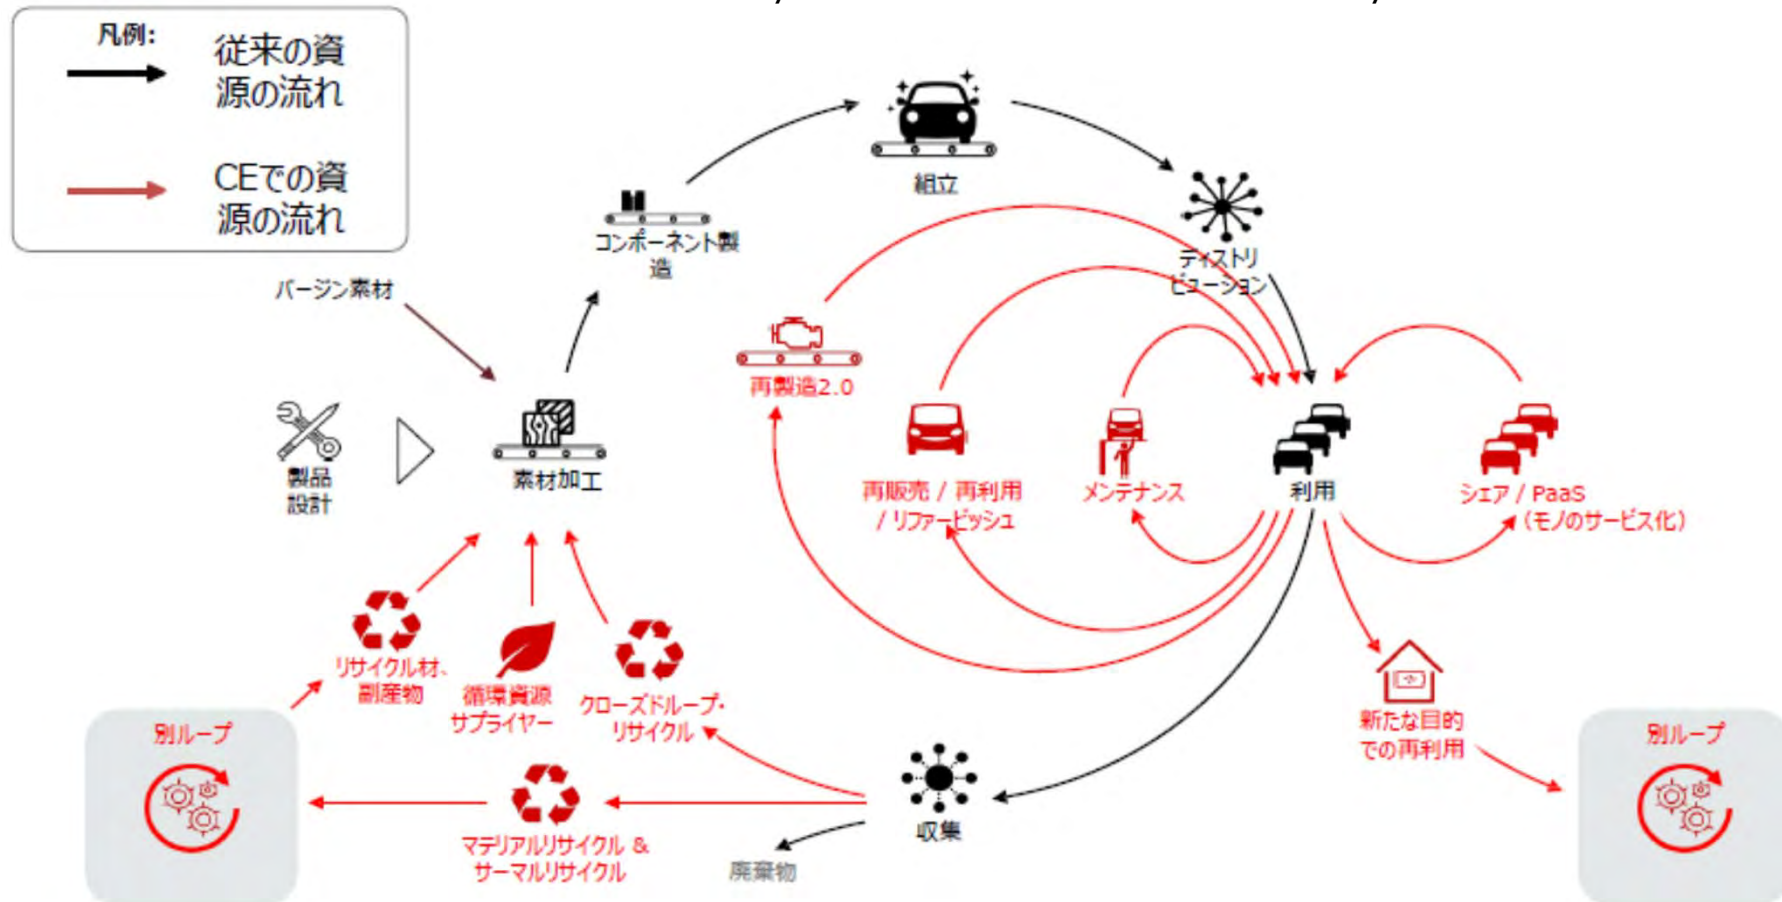 凡例:
従来の資
源の流れ
CEでの資
源の流れ
組立
コンポーネント製
造
ディストリ
ビューション
バージン素材
再製造2.0
製品
設計
素材加工
再販売 / 再利用
/ リファービッシュ
メンテナンス
利用
シェア / PaaS
（モノのサービス化）
リサイクル材、
副産物
循環資源
サプライヤー
クローズドループ・
リサイクル
新たな目的
での再利用
別ループ
別ループ
収集
マテリアルリサイクル &
サーマルリサイクル
廃棄物